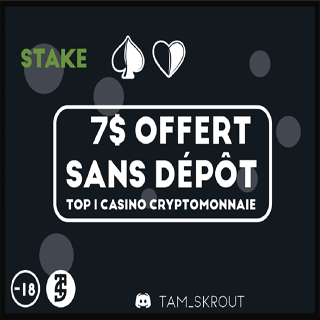 STAKE
7$ OFFERT
SANS DÉPÔT
TOP 1 CASINO CRYPTOMONNAIE
-18
TAM_SKROUT